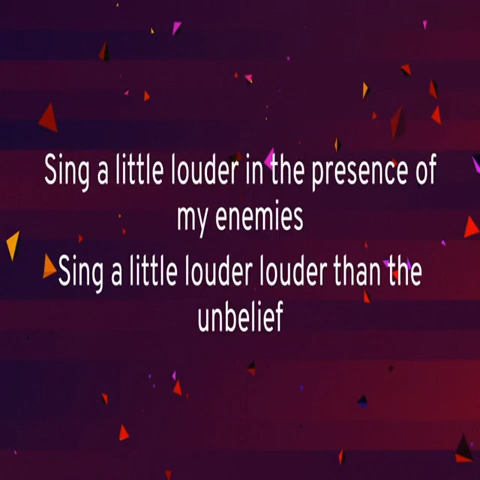 Sing a little louder in the presence of
my enemies
Sing a little louder louder than the
unbelief